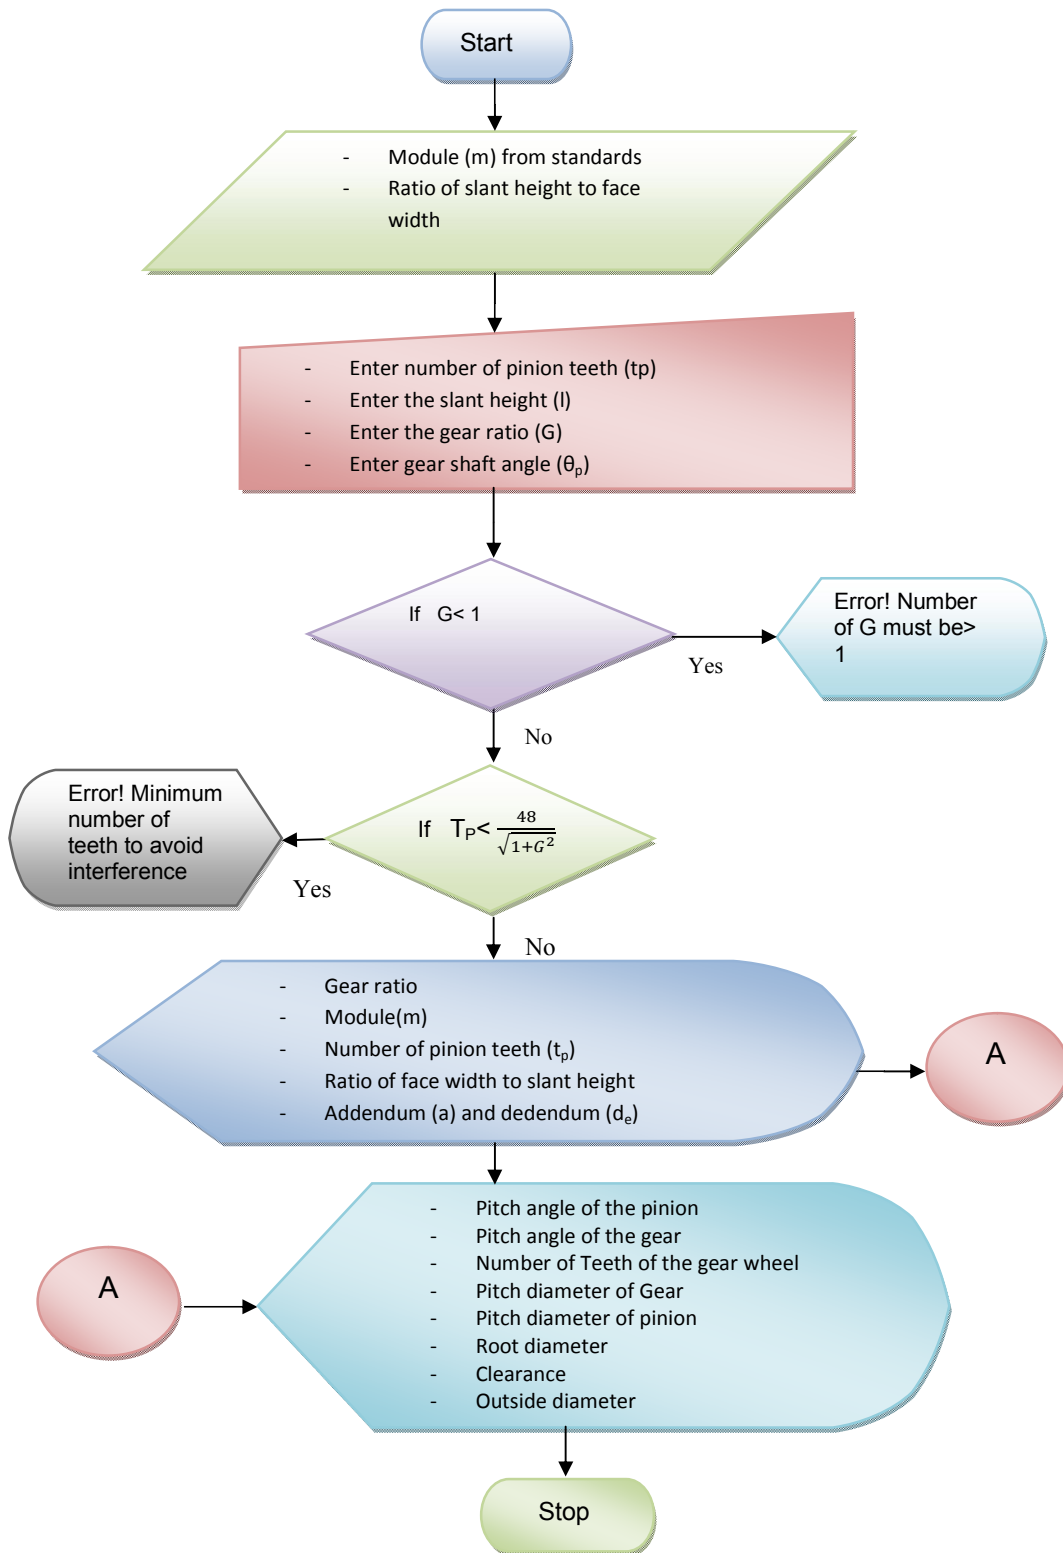 Start
- Module (m) from standards
- Ratio of slant height to face
width
- Enter number of pinion teeth (tp)
- Enter the slant height (l)
- Enter the gear ratio (G)
- Enter gear shaft angle (θₚ)
If G< 1
Error! Number
of G must be>
1
Yes
No
Error! Minimum
number of
teeth to avoid
interference
If T_P< 48/√(1+G²)
Yes
No
- Gear ratio
- Module(m)
- Number of pinion teeth (tₚ)
- Ratio of face width to slant height
- Addendum (a) and dedendum (dₑ)
A
- Pitch angle of the pinion
- Pitch angle of the gear
- Number of Teeth of the gear wheel
- Pitch diameter of Gear
- Pitch diameter of pinion
- Root diameter
- Clearance
- Outside diameter
A
Stop